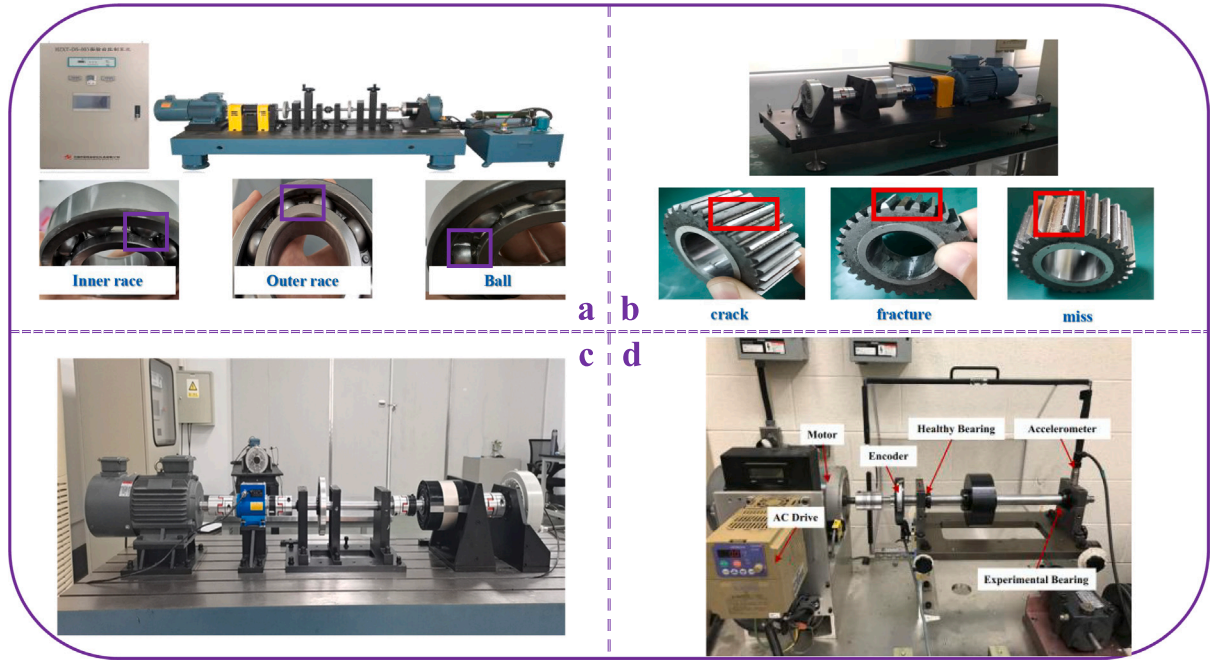 Inner race
Outer race
Ball
a
b
crack
fracture
miss
c
d
Motor
Healthy Bearing
Accelerometer
Encoder
AC Drive
Experimental Bearing